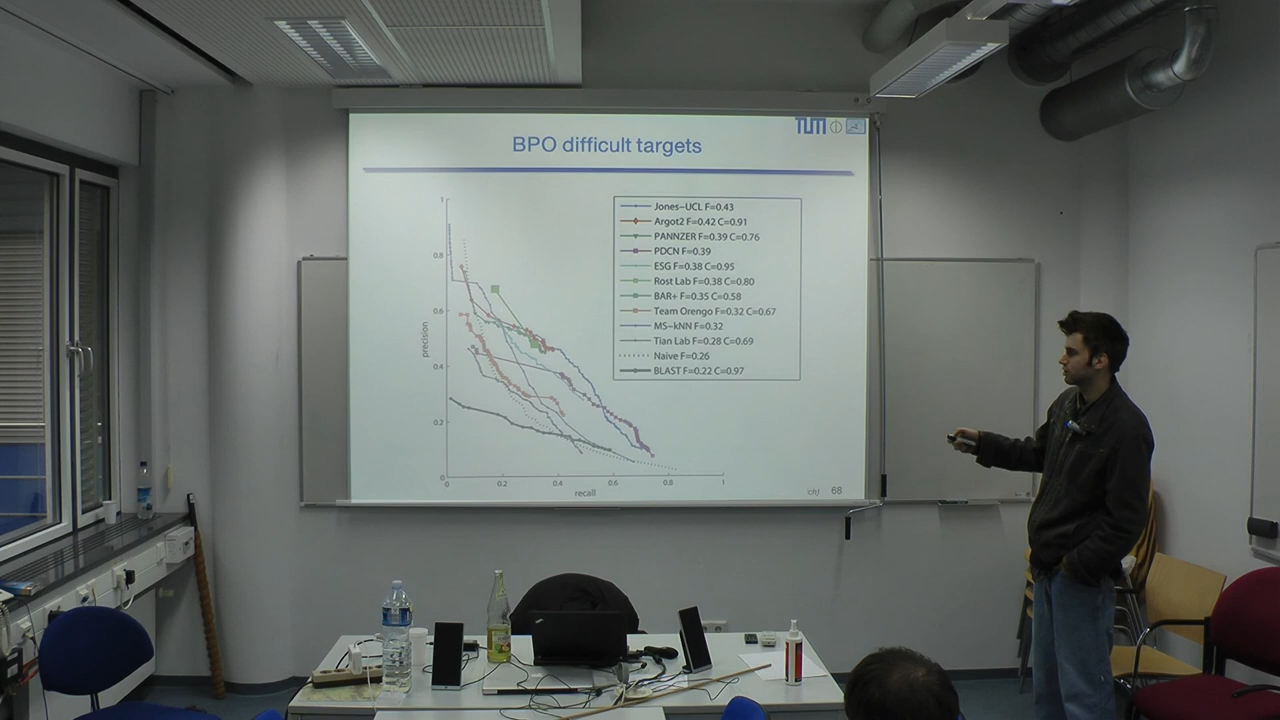 TUM
BPO difficult targets
Jones-UCL F=0.43
Argot2 F=0.42 C=0.91
PANNZER F=0.39 C=0.76
PDCN F=0.39
ESG F=0.38 C=0.95
Rost Lab F=0.38 C=0.80
BAR+ F=0.35 C=0.58
Team Orengo F=0.32 C=0.67
MS-kNN F=0.32
Tian Lab F=0.28 C=0.69
Naive F=0.26
BLAST F=0.22 C=0.97
1
0.8
0.6
0.4
0.2
precision
0 0.2 0.4 0.6 0.8 1
recall
68